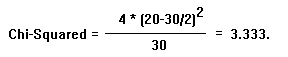 Chi-Squared = 4 * (20-30/2)² / 30 = 3.333.